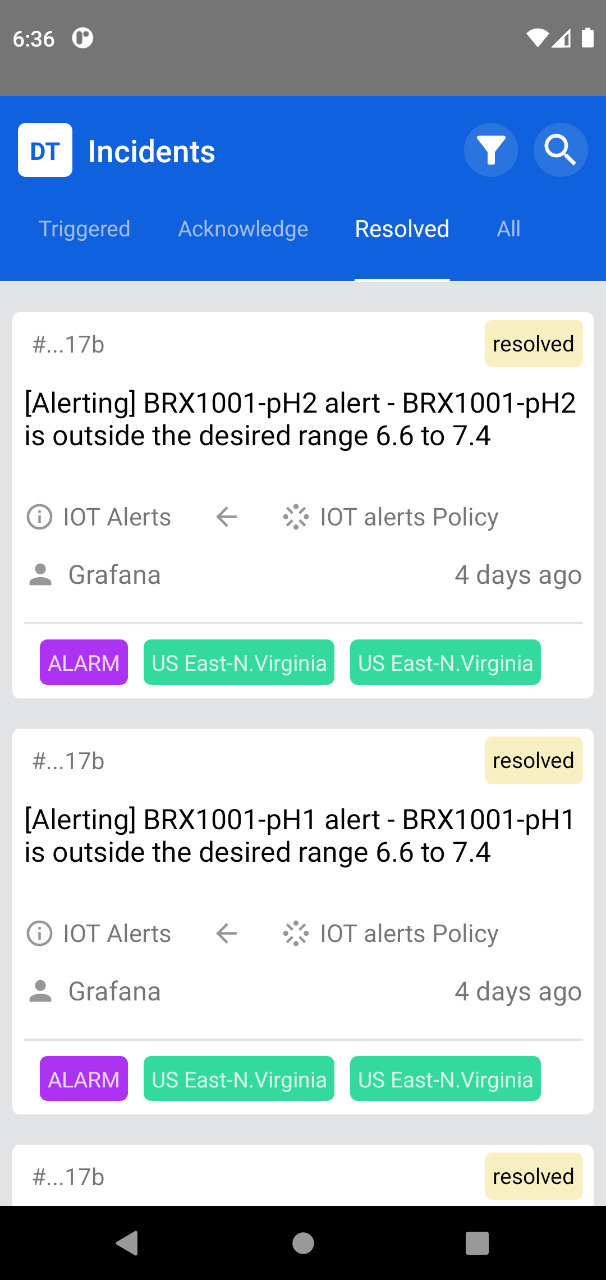 6:36
DT Incidents
Triggered Acknowledge Resolved All
#...17b resolved
[Alerting] BRX1001-pH2 alert - BRX1001-pH2
is outside the desired range 6.6 to 7.4
IOT Alerts IOT alerts Policy
Grafana 4 days ago
ALARM US East-N.Virginia US East-N.Virginia
#...17b resolved
[Alerting] BRX1001-pH1 alert - BRX1001-pH1
is outside the desired range 6.6 to 7.4
IOT Alerts IOT alerts Policy
Grafana 4 days ago
ALARM US East-N.Virginia US East-N.Virginia
#...17b resolved